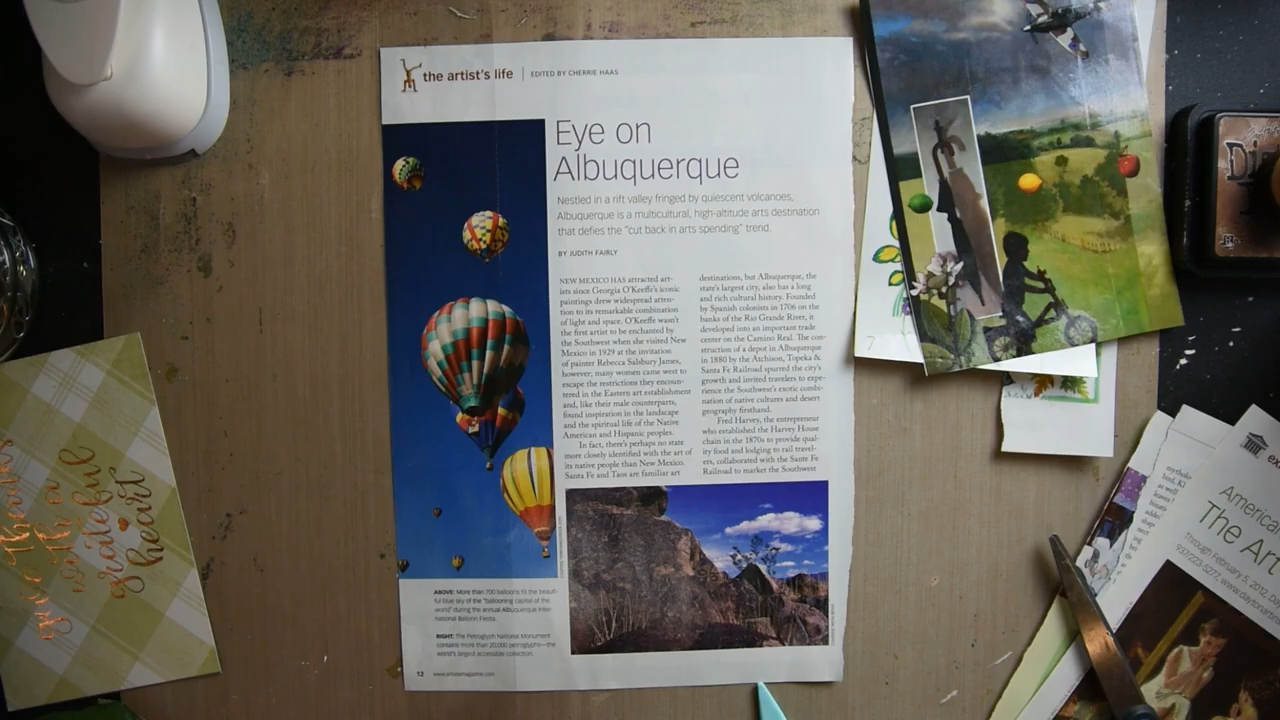 the artist's life | EDITED BY CHERRIE HAAS
Eye on
Albuquerque
Nestled in a rift valley fringed by quiescent volcanoes,
Albuquerque is a multicultural, high-altitude arts destination
that defies the "cut back in arts spending" trend.
BY JUDITH FAIRLY
NEW MEXICO HAS attracted art-
ists since Georgia O'Keeffe's iconic
paintings drew widespread atten-
tion to its remarkable combination
of light and space. O'Keeffe wasn't
the first artist to be enchanted by
the Southwest when she visited New
Mexico in 1929 at the invitation
of painter Rebecca Salsbury James,
however; many women came west to
escape the restrictions they encoun-
tered in the Eastern art establishment
and, like their male counterparts,
found inspiration in the landscape
and the spiritual life of the Native
American and Hispanic peoples.
In fact, there's perhaps no state
more closely identified with the art of
its native people than New Mexico.
Santa Fe and Taos are familiar art
destinations, but Albuquerque, the
state's largest city, also has a long
and rich cultural history. Founded
by Spanish colonists in 1706 on the
banks of the Rio Grande River, it
developed into an important trade
center on the Camino Real. The con-
struction of a depot in Albuquerque
in 1880 by the Atchison, Topeka &
Santa Fe Railroad spurred the city's
growth and invited travelers to expe-
rience the Southwest's exotic combi-
nation of native cultures and desert
geography firsthand.
Fred Harvey, the entrepreneur
who established the Harvey House
chain in the 1870s to provide qual-
ity food and lodging to rail travel-
ers, collaborated with the Sante Fe
Railroad to market the Southwest
ABOVE: More than 700 balloons fill the beauti-
ful blue sky of the "ballooning capital of the
world" during the annual Albuquerque Inter-
national Balloon Fiesta.
RIGHT: The Petroglyph National Monument
contains more than 20,000 petroglyphs—the
world's largest accessible collection.
12 www.artistsmagazine.com
give thanks
with a
grateful
heart
7
America
The Art
Through February 5, 2012, Da
937/223-5277; www.daytonartin